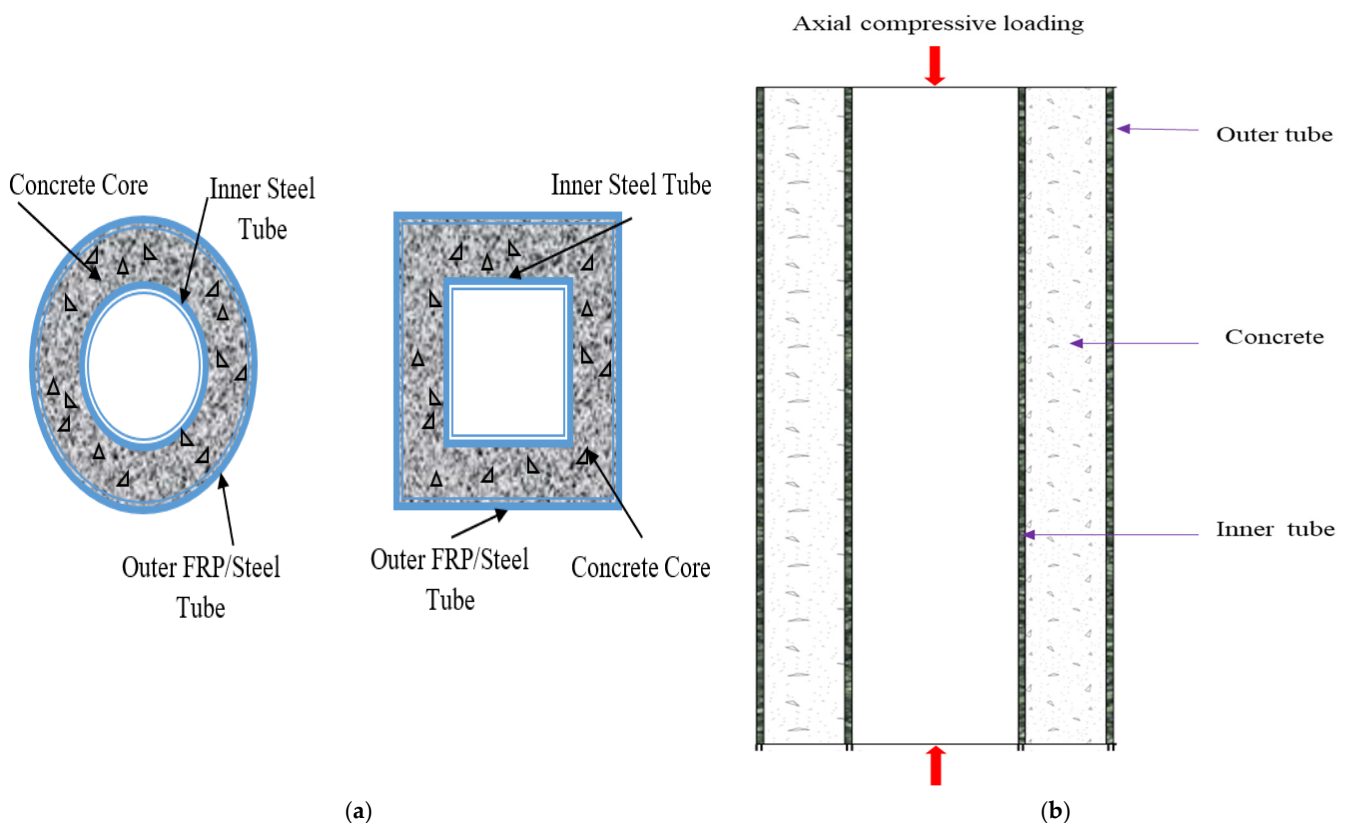 Concrete Core
Inner Steel
Tube
Outer FRP/Steel
Tube
Inner Steel Tube
Outer FRP/Steel
Tube
Concrete Core
(a)
Axial compressive loading
Outer tube
Concrete
Inner tube
(b)